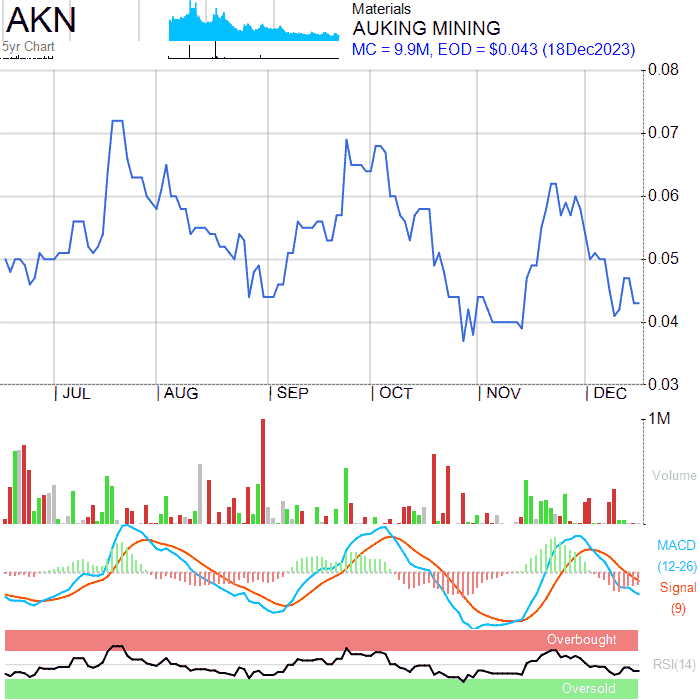 AKN
5yr Chart
Materials
AUKING MINING
MC = 9.9M, EOD = $0.043 (18Dec2023)
0.08
0.07
0.06
0.05
0.04
0.03
JUL AUG SEP OCT NOV DEC
1M
Volume
MACD
(12-26)
Signal
(9)
Overbought
RSI(14)
Oversold